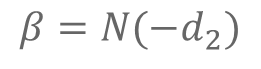 β = N(−d₂)